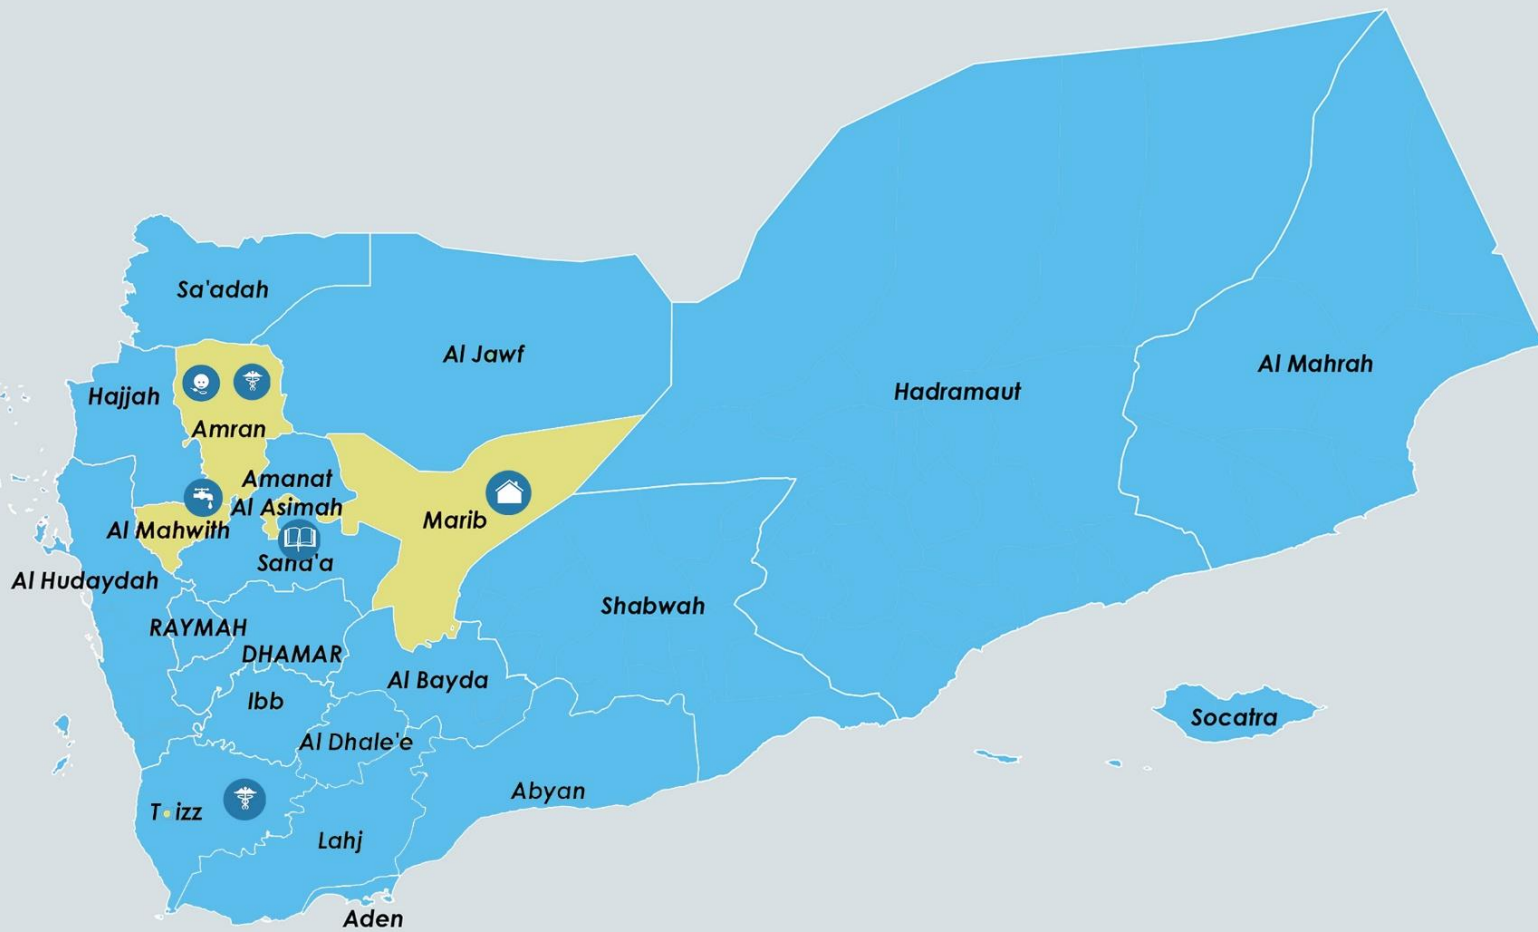 Sa'adah
Al Jawf
Al Mahrah
Hajjah
Hadramaut
Amran
Amanat
Al Asimah
Marib
Al Mahwith
Sana'a
Al Hudaydah
Shabwah
RAYMAH
DHAMAR
Al Bayda
Ibb
Socatra
Al Dhale'e
Abyan
T izz
Lahj
Aden